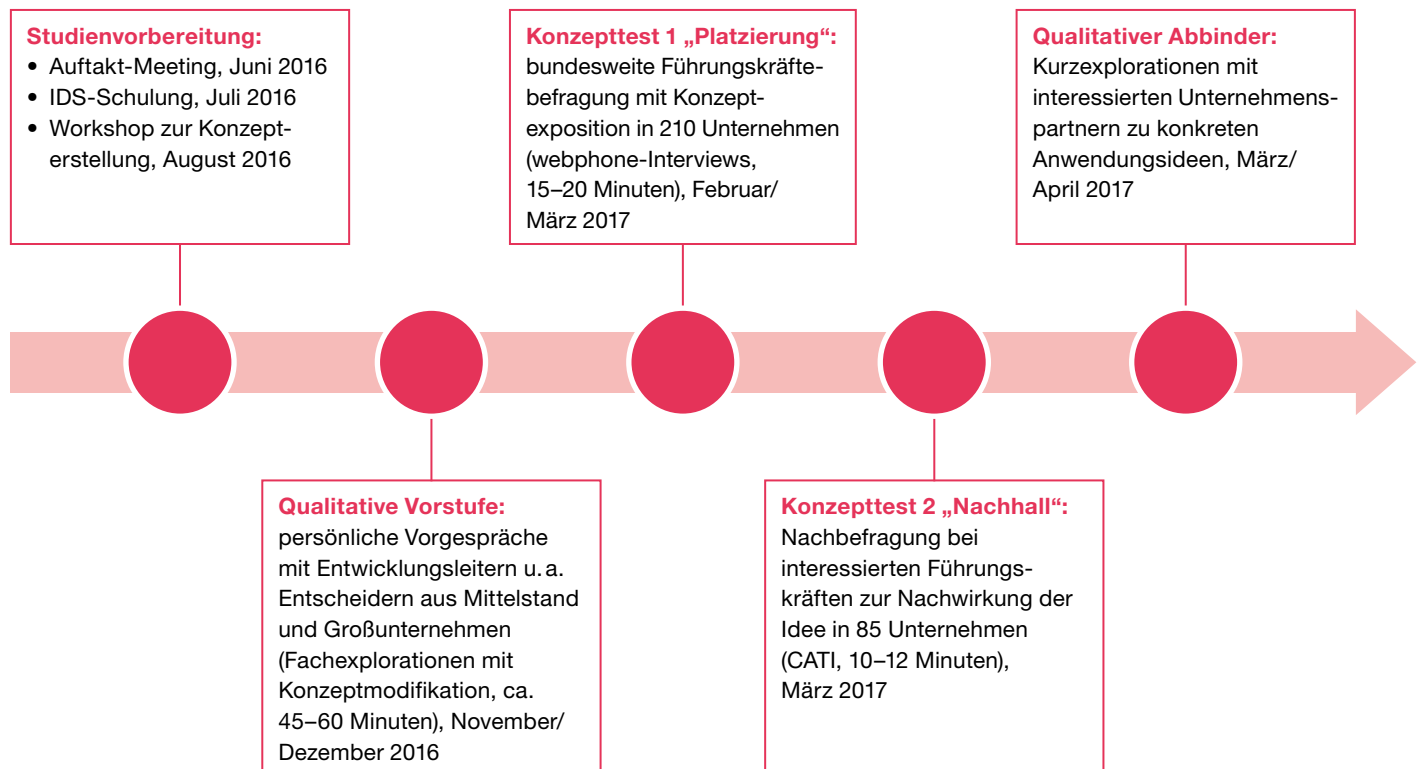 Studienvorbereitung:
• Auftakt-Meeting, Juni 2016
• IDS-Schulung, Juli 2016
• Workshop zur Konzept-
erstellung, August 2016
Qualitative Vorstufe:
persönliche Vorgespräche
mit Entwicklungsleitern u. a.
Entscheidern aus Mittelstand
und Großunternehmen
(Fachexplorationen mit
Konzeptmodifikation, ca.
45–60 Minuten), November/
Dezember 2016
Konzepttest 1 „Platzierung“:
bundesweite Führungskräfte-
befragung mit Konzept-
exposition in 210 Unternehmen
(webphone-Interviews,
15–20 Minuten), Februar/
März 2017
Konzepttest 2 „Nachhall“:
Nachbefragung bei
interessierten Führungs-
kräften zur Nachwirkung der
Idee in 85 Unternehmen
(CATI, 10–12 Minuten),
März 2017
Qualitativer Abbinder:
Kurzexplorationen mit
interessierten Unternehmens-
partnern zu konkreten
Anwendungsideen, März/
April 2017